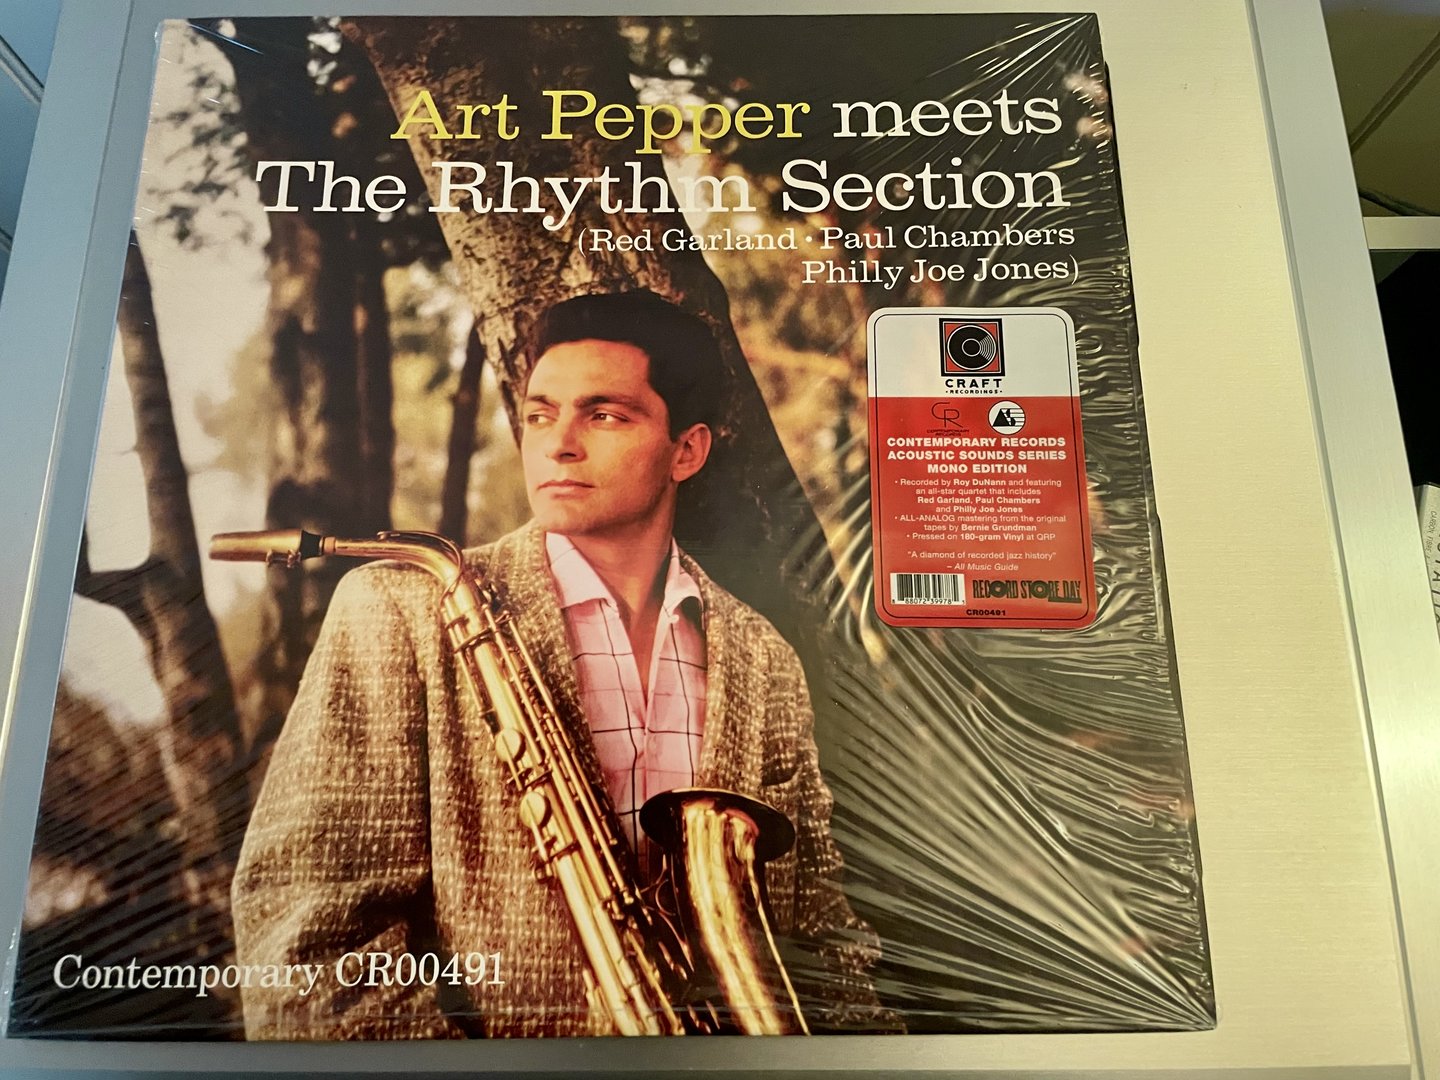 Art Pepper meets
The Rhythm Section
(Red Garland • Paul Chambers
Philly Joe Jones)
CRAFT
• RECORDINGS •
CR
CONTEMPORARY
RECORDS
CONTEMPORARY RECORDS
ACOUSTIC SOUNDS SERIES
MONO EDITION
• Recorded by Roy DuNann and featuring
an all-star quartet that includes
Red Garland, Paul Chambers
and Philly Joe Jones
• ALL-ANALOG mastering from the original
tapes by Bernie Grundman
• Pressed on 180-gram Vinyl at QRP
"A diamond of recorded jazz history"
– All Music Guide
RECORD STORE DAY
CR00491
Contemporary CR00491